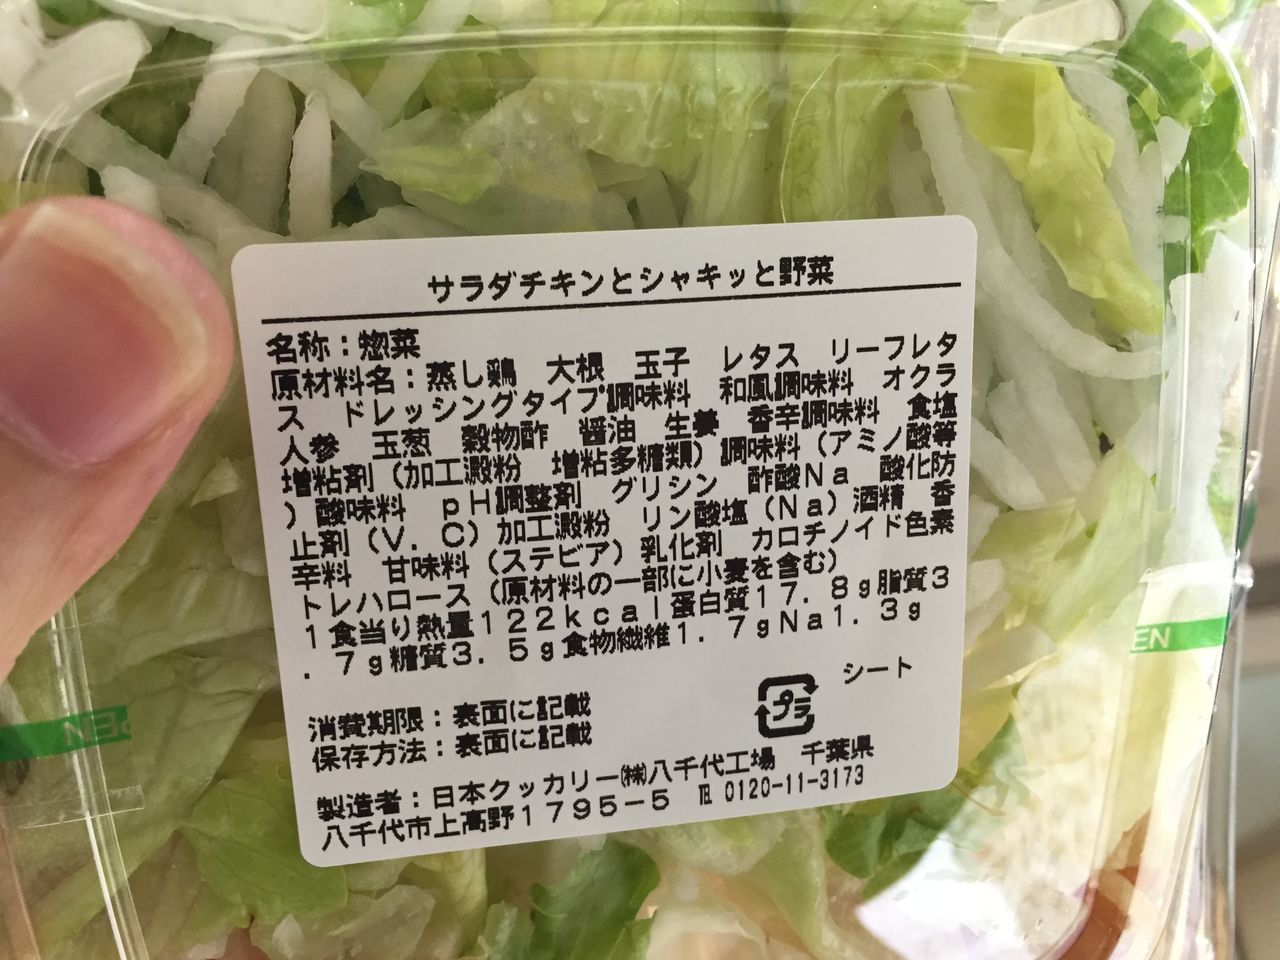 サラダチキンとシャキッと野菜
名称：惣菜
原材料名：蒸し鶏　大根　玉子　レタス　リーフレタ
ス　ドレッシングタイプ調味料　和風調味料　オクラ
人参　玉葱　穀物酢　醤油　生姜　香辛調味料　食塩
増粘剤（加工澱粉　増粘多糖類）調味料（アミノ酸等
）酸味料　ｐＨ調整剤　グリシン　酢酸Ｎａ　酸化防
止剤（Ｖ．Ｃ）加工澱粉　リン酸塩（Ｎａ）酒精　香
辛料　甘味料（ステビア）乳化剤　カロチノイド色素
トレハロース（原材料の一部に小麦を含む）
１食当り熱量１２２ｋｃａｌ蛋白質１７．８ｇ脂質３
．７ｇ糖質３．５ｇ食物繊維１．７ｇＮａ１．３ｇ
シート
プラ
消費期限：表面に記載
保存方法：表面に記載
製造者：日本クッカリー㈱八千代工場　千葉県
八千代市上高野１７９５－５　℡ 0120-11-3173
EN